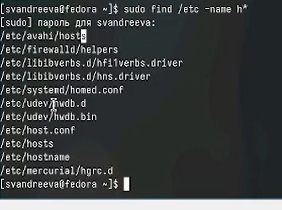 [svandreeva@fedora ~]$ sudo find /etc -name h*
[sudo] пароль для svandreeva:
/etc/avahi/hosts
/etc/firewalld/helpers
/etc/libibverbs.d/hfi1verbs.driver
/etc/libibverbs.d/hns.driver
/etc/systemd/homed.conf
/etc/udev/hwdb.d
/etc/udev/hwdb.bin
/etc/host.conf
/etc/hosts
/etc/hostname
/etc/mercurial/hgrc.d
[svandreeva@fedora ~]$